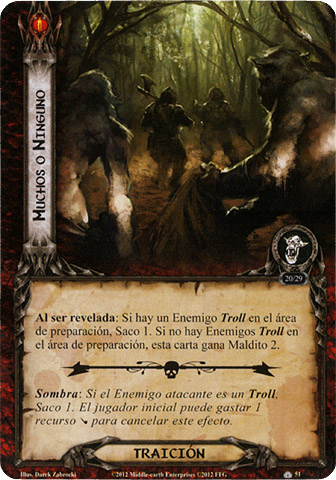 MUCHOS O NINGUNO
20/29
Al ser revelada: Si hay un Enemigo Troll en el área
de preparación, Saco 1. Si no hay Enemigos Troll en
el área de preparación, esta carta gana Maldito 2.
Sombra: Si el Enemigo atacante es un Troll,
Saco 1. El jugador inicial puede gastar 1
recurso para cancelar este efecto.
TRAICIÓN
Illus. Darek Zabrocki
©2012 Middle-earth Enterprises ©2012 FFG
51